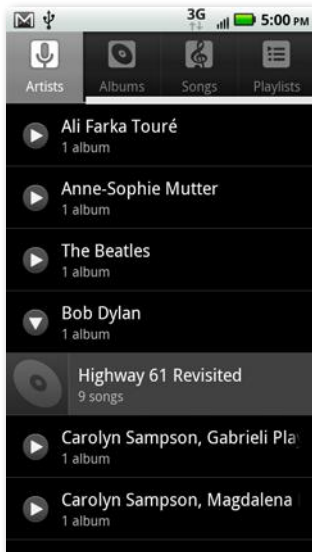 3G 5:00 PM
Artists Albums Songs Playlists
Ali Farka Touré
1 album
Anne-Sophie Mutter
1 album
The Beatles
1 album
Bob Dylan
1 album
Highway 61 Revisited
9 songs
Carolyn Sampson, Gabrieli Pla
1 album
Carolyn Sampson, Magdalena
1 album